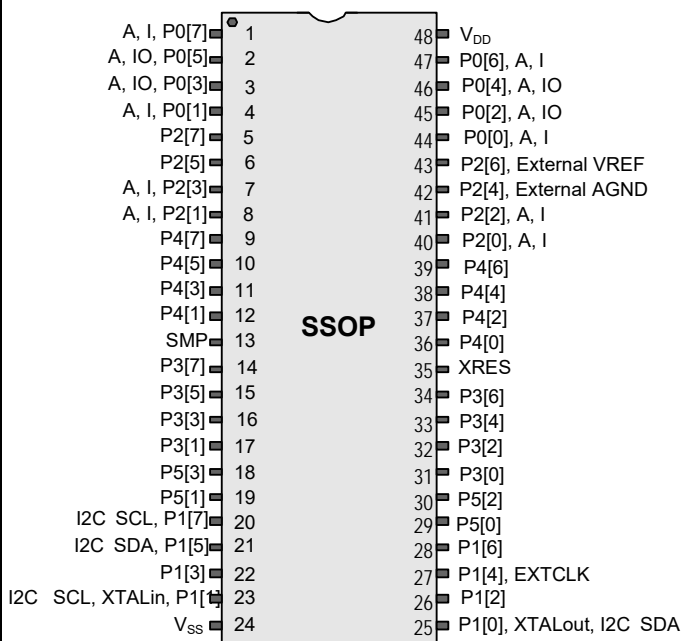 A, I, P0[7] 1 48 VDD
A, IO, P0[5] 2 47 P0[6], A, I
A, IO, P0[3] 3 46 P0[4], A, IO
A, I, P0[1] 4 45 P0[2], A, IO
P2[7] 5 44 P0[0], A, I
P2[5] 6 43 P2[6], External VREF
A, I, P2[3] 7 42 P2[4], External AGND
A, I, P2[1] 8 41 P2[2], A, I
P4[7] 9 40 P2[0], A, I
P4[5] 10 39 P4[6]
P4[3] 11 38 P4[4]
P4[1] 12 37 P4[2]
SSOP
SMP 13 36 P4[0]
P3[7] 14 35 XRES
P3[5] 15 34 P3[6]
P3[3] 16 33 P3[4]
P3[1] 17 32 P3[2]
P5[3] 18 31 P3[0]
P5[1] 19 30 P5[2]
I2C SCL, P1[7] 20 29 P5[0]
I2C SDA, P1[5] 21 28 P1[6]
P1[3] 22 27 P1[4], EXTCLK
I2C SCL, XTALin, P1[1] 23 26 P1[2]
VSS 24 25 P1[0], XTALout, I2C SDA